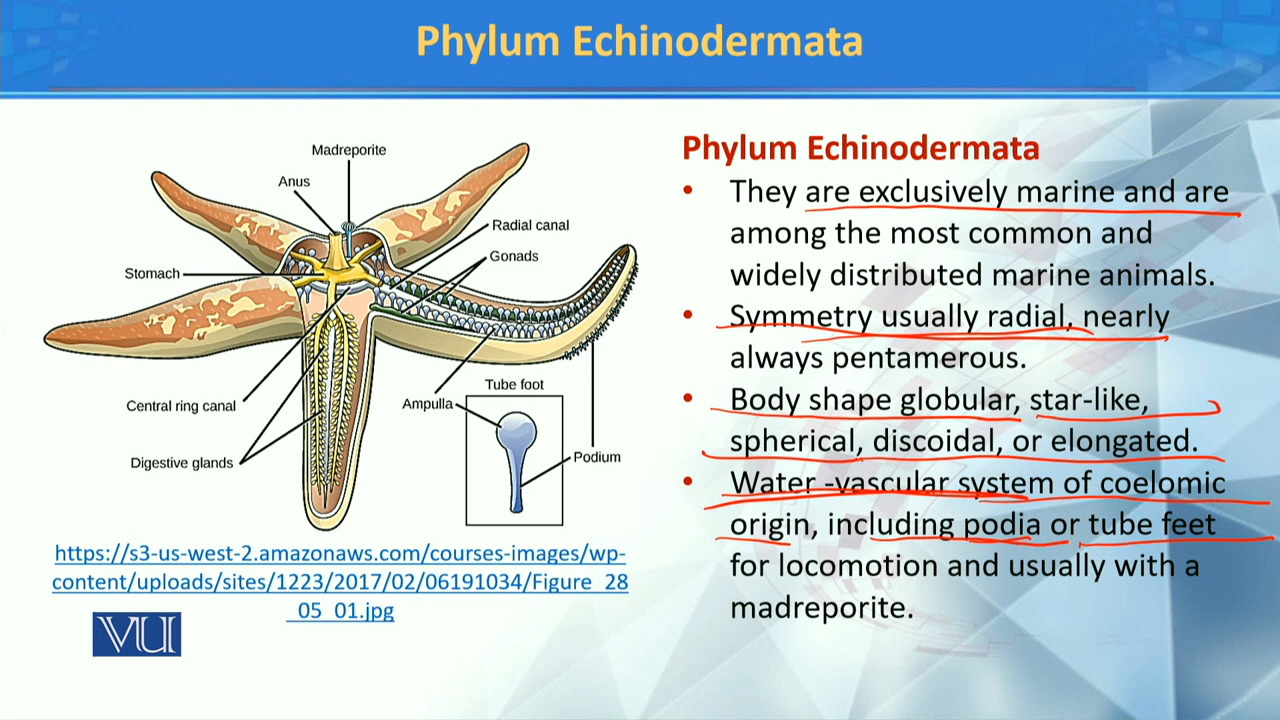 Phylum Echinodermata
Madreporite
Anus
Radial canal
Gonads
Stomach
Central ring canal
Digestive glands
Ampulla
Tube foot
Podium
https://s3-us-west-2.amazonaws.com/courses-images/wp-
content/uploads/sites/1223/2017/02/06191034/Figure_28
_05_01.jpg
VU
Phylum Echinodermata
• They are exclusively marine and are
among the most common and
widely distributed marine animals.
• Symmetry usually radial, nearly
always pentamerous.
• Body shape globular, star-like,
spherical, discoidal, or elongated.
• Water -vascular system of coelomic
origin, including podia or tube feet
for locomotion and usually with a
madreporite.